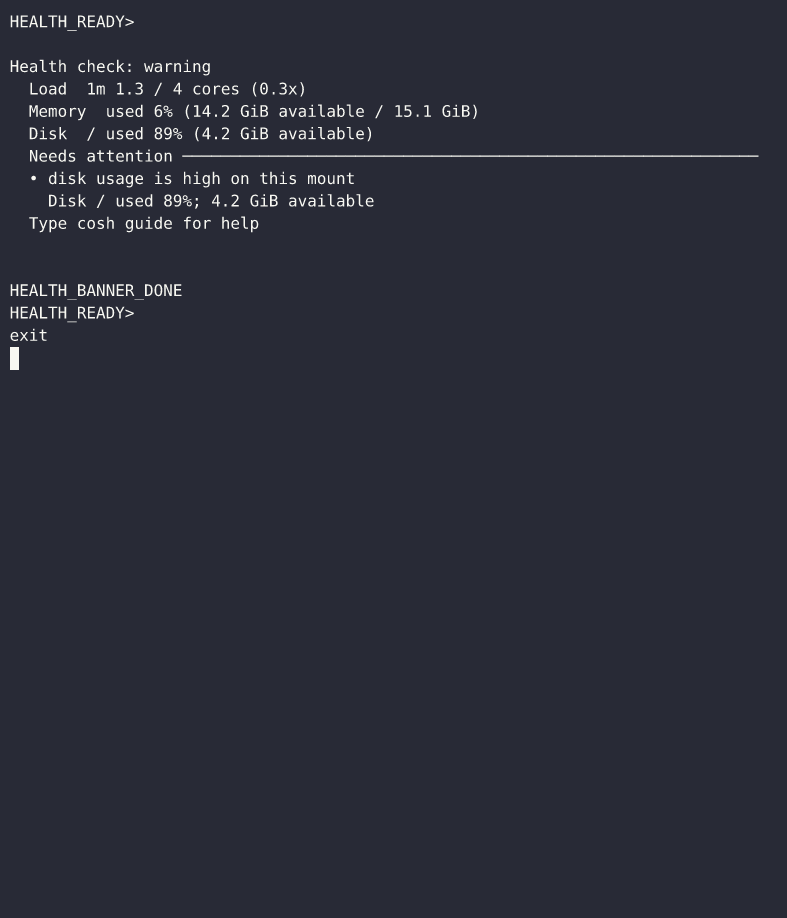 HEALTH_READY>
Health check: warning
Load  1m 1.3 / 4 cores (0.3x)
Memory  used 6% (14.2 GiB available / 15.1 GiB)
Disk  / used 89% (4.2 GiB available)
Needs attention ────────────────────────────────────────────────────────────
• disk usage is high on this mount
Disk / used 89%; 4.2 GiB available
Type cosh guide for help
HEALTH_BANNER_DONE
HEALTH_READY>
exit